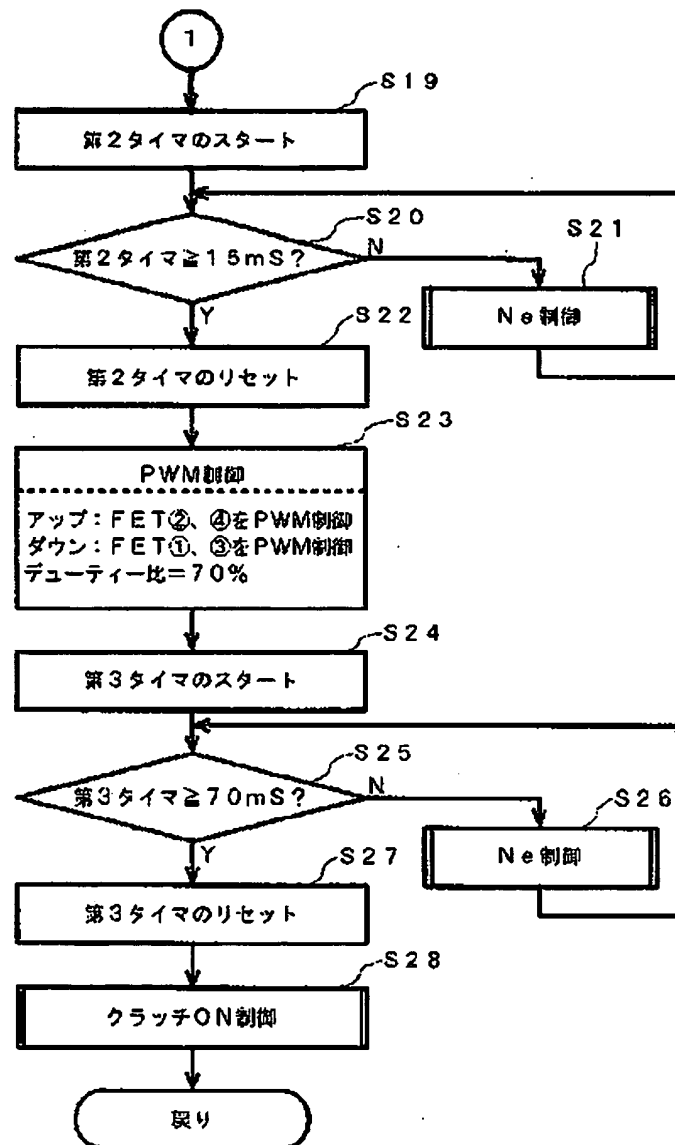 1
S19
第2タイマのスタート
S20
第2タイマ≧15mS?
N
S21
Ne制御
Y
S22
第2タイマのリセット
S23
PWM制御
アップ:FET②、④をPWM制御
ダウン:FET①、③をPWM制御
デューティー比=70%
S24
第3タイマのスタート
S25
第3タイマ≧70mS?
N
S26
Ne制御
Y
S27
第3タイマのリセット
S28
クラッチON制御
戻り